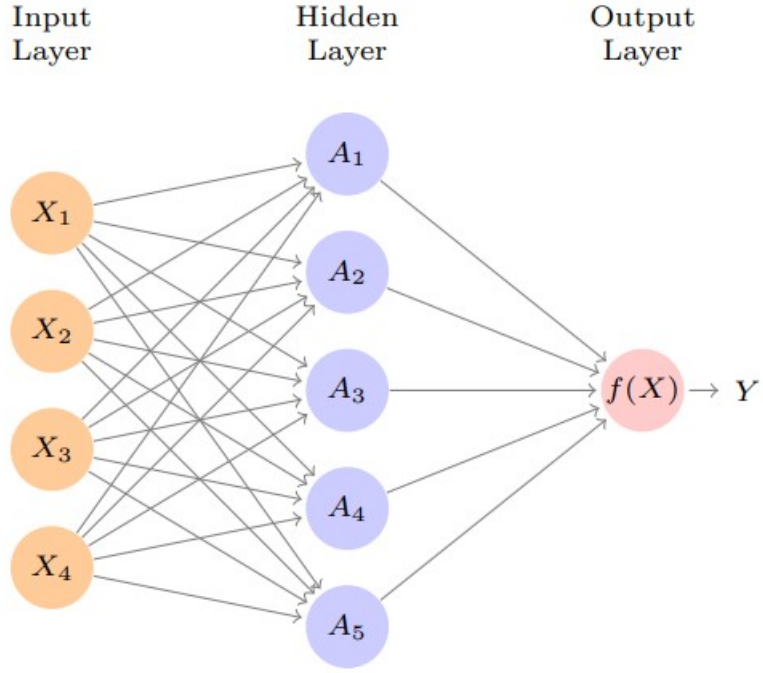 Input
Layer
Hidden
Layer
Output
Layer
X₁
X₂
X₃
X₄
A₁
A₂
A₃
A₄
A₅
f(X)
Y